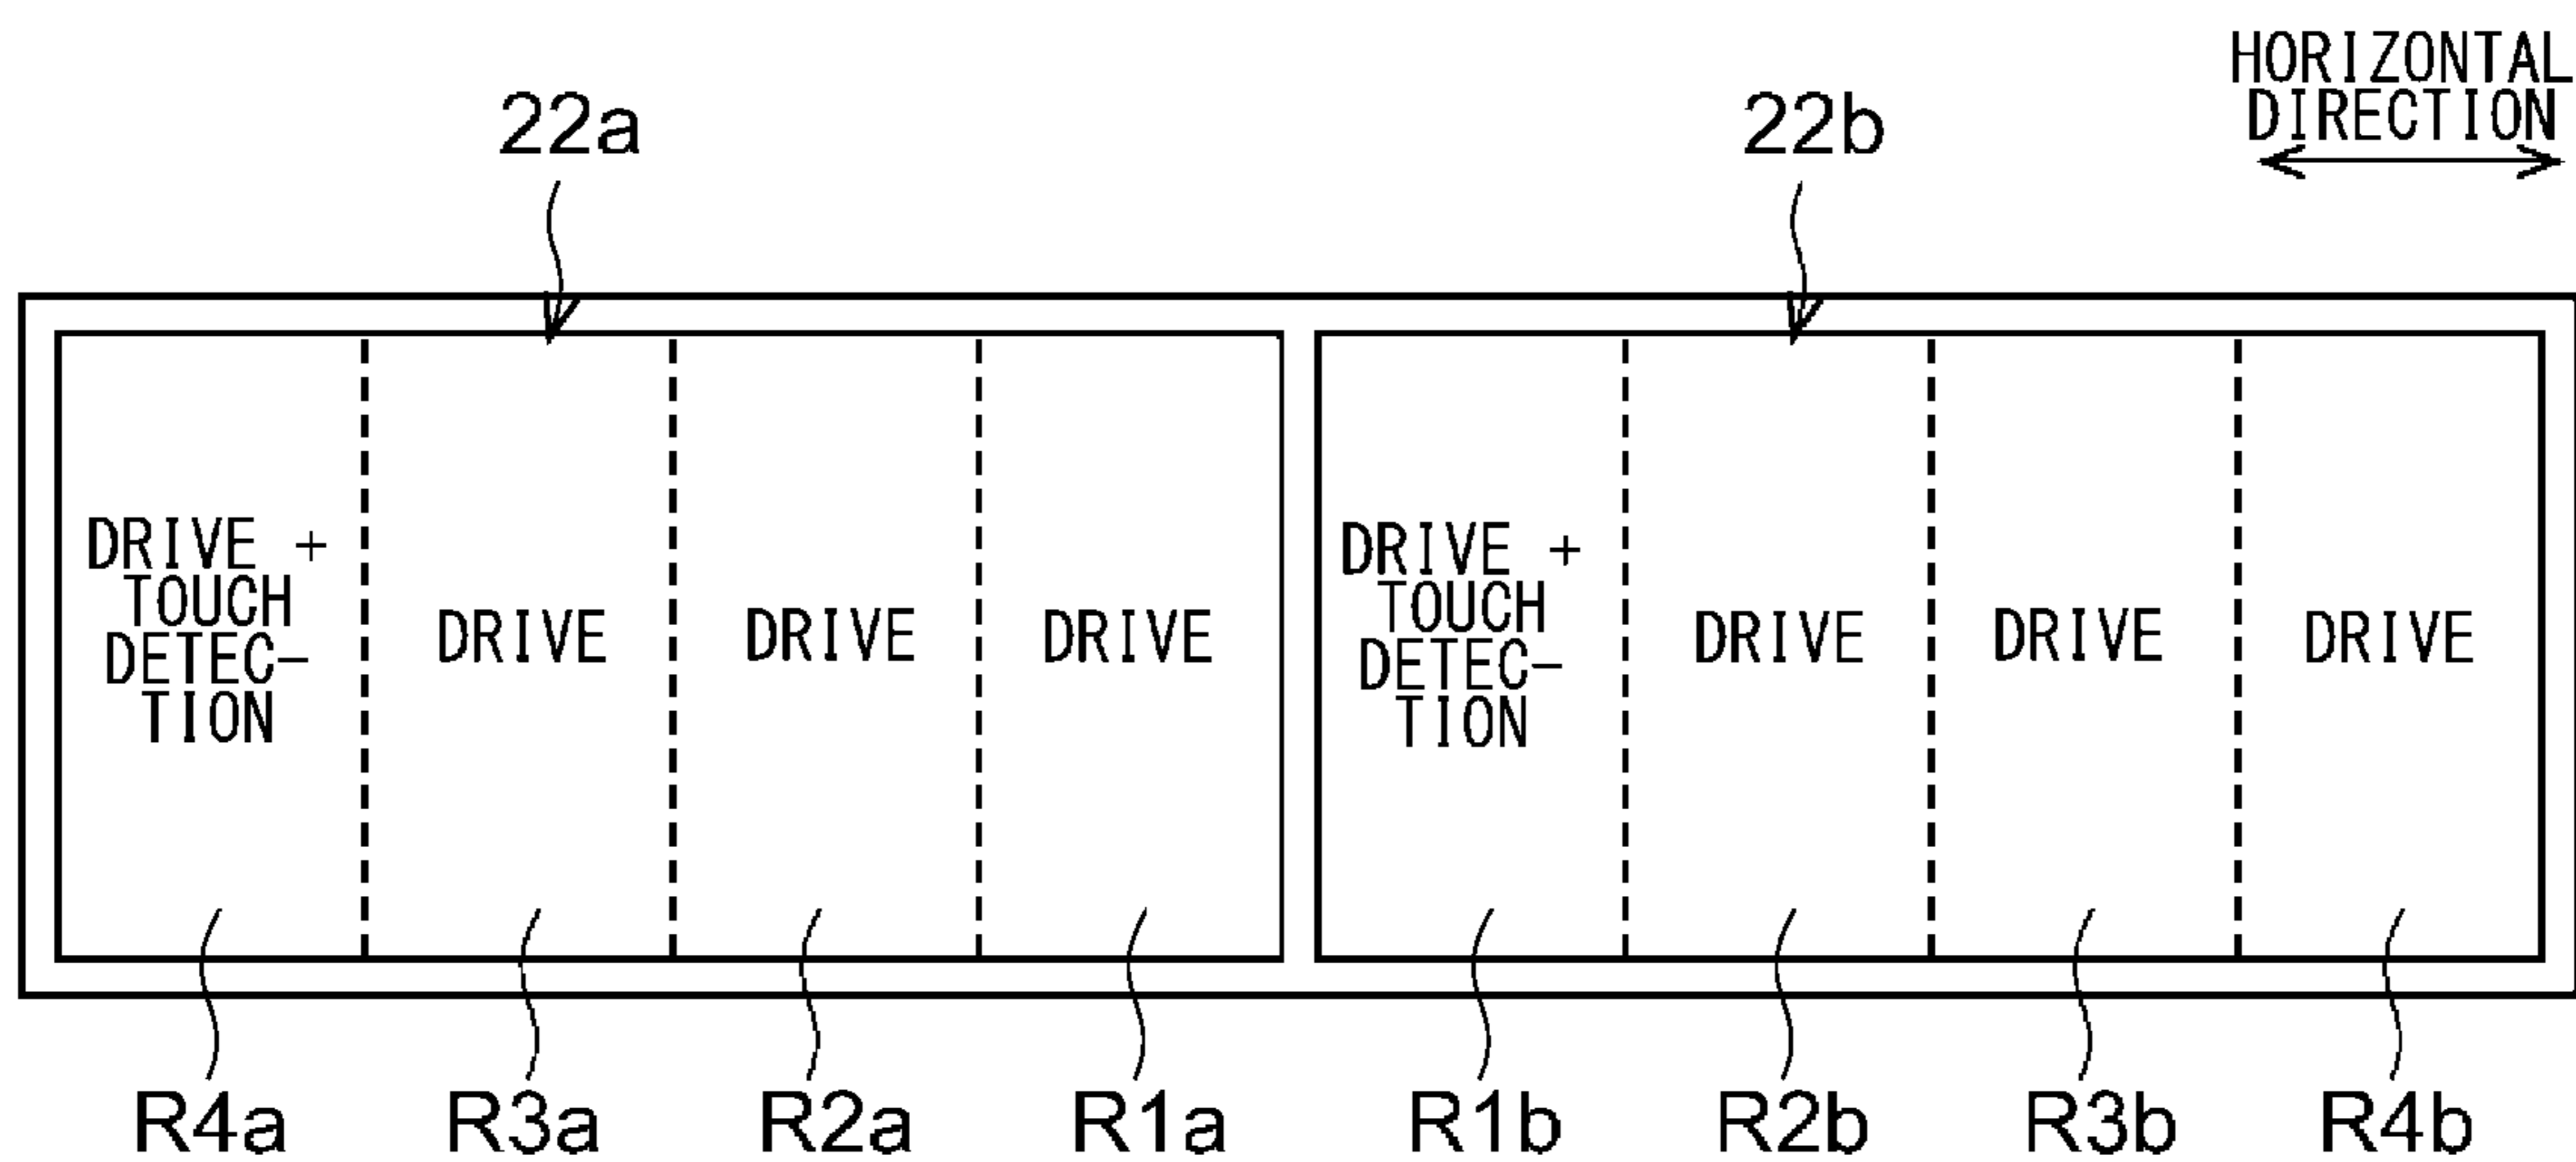 HORIZONTAL
DIRECTION
22a
22b
DRIVE +
TOUCH
DETEC-
TION
DRIVE
DRIVE
DRIVE
DRIVE +
TOUCH
DETEC-
TION
DRIVE
DRIVE
DRIVE
R4a
R3a
R2a
R1a
R1b
R2b
R3b
R4b